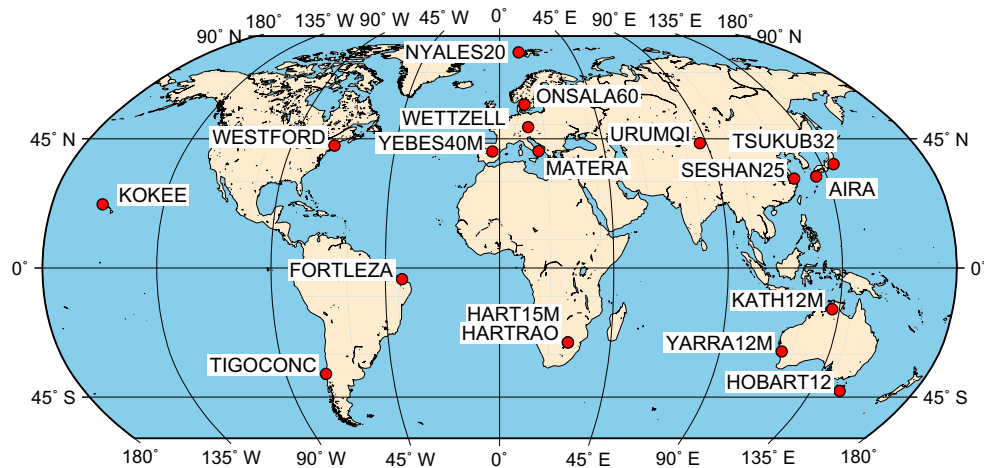 180° 135° W 90° W 45° W 0° 45° E 90° E 135° E 180°
90° N 90° N
NYALES20
ONSALA60
WETTZELL
45° N WESTFORD YEBES40M URUMQI TSUKUB32 45° N
MATERA SESHAN25
KOKEE AIRA
0° FORTLEZA 0°
KATH12M
HART15M
HARTRAO YARRA12M
TIGOCONC
HOBART12
45° S 45° S
180° 135° W 90° W 45° W 0° 45° E 90° E 135° E 180°